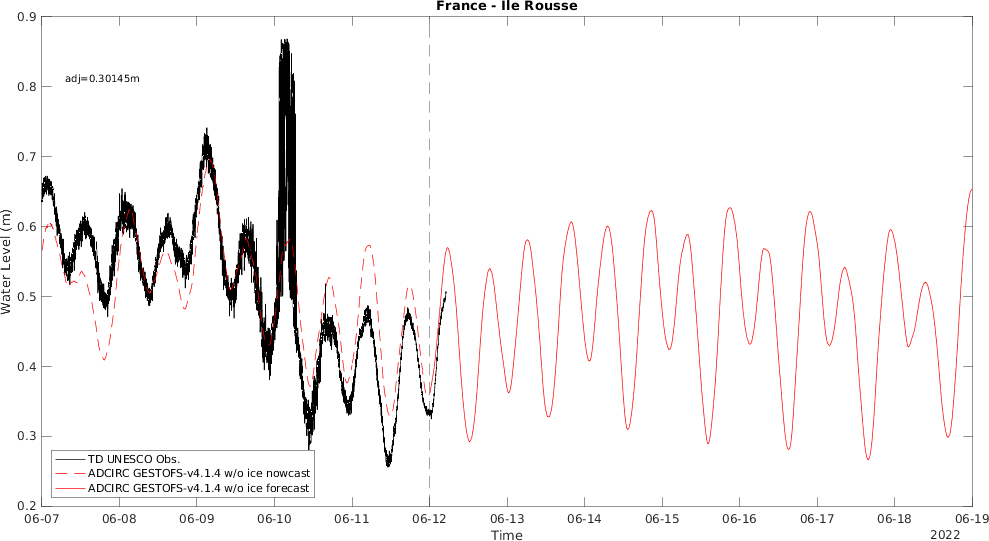 France - Ile Rousse
0.9
0.8
0.7
0.6
0.5
0.4
0.3
0.2
Water Level (m)
adj=0.30145m
TD UNESCO Obs.
ADCIRC GESTOFS-v4.1.4 w/o ice nowcast
ADCIRC GESTOFS-v4.1.4 w/o ice forecast
06-07 06-08 06-09 06-10 06-11 06-12 06-13 06-14 06-15 06-16 06-17 06-18 06-19
Time
2022